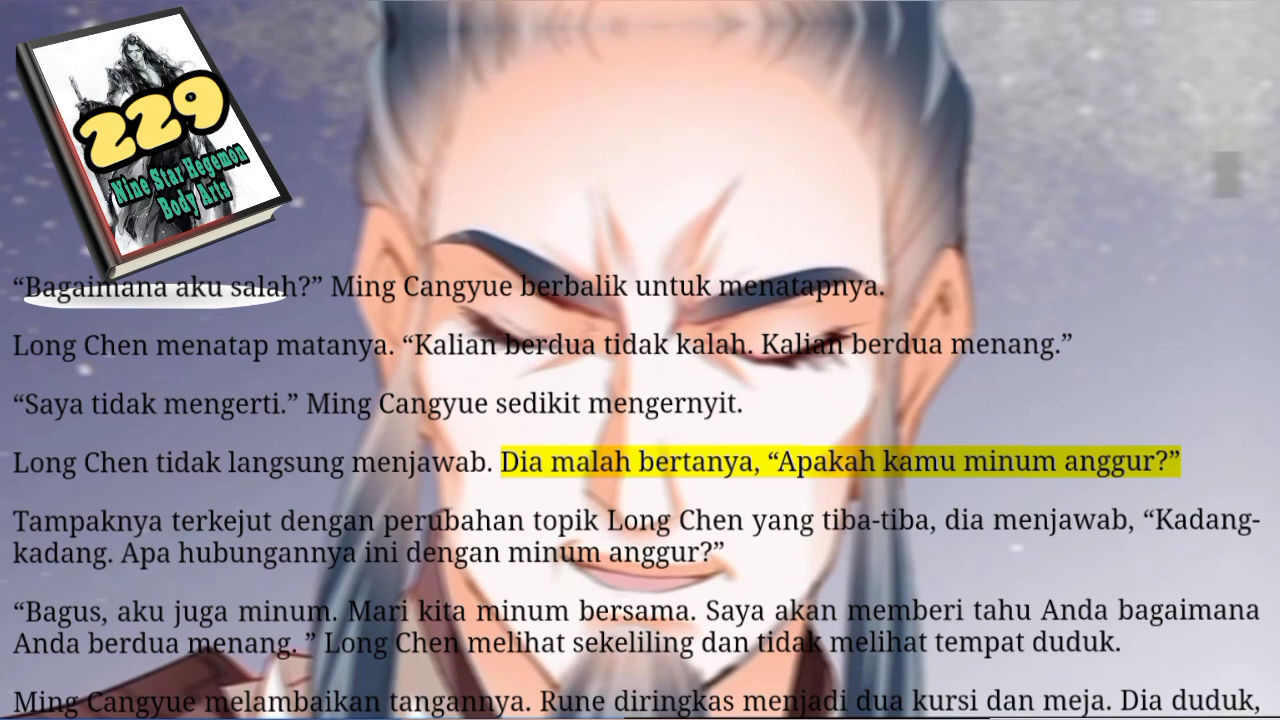 229
Nine Star Hegemon
Body Arts
“Bagaimana aku salah?” Ming Cangyue berbalik untuk menatapnya.
Long Chen menatap matanya. “Kalian berdua tidak kalah. Kalian berdua menang.”
“Saya tidak mengerti.” Ming Cangyue sedikit mengernyit.
Long Chen tidak langsung menjawab. Dia malah bertanya, “Apakah kamu minum anggur?”
Tampaknya terkejut dengan perubahan topik Long Chen yang tiba-tiba, dia menjawab, “Kadang-
kadang. Apa hubungannya ini dengan minum anggur?”
“Bagus, aku juga minum. Mari kita minum bersama. Saya akan memberi tahu Anda bagaimana
Anda berdua menang. ” Long Chen melihat sekeliling dan tidak melihat tempat duduk.
Ming Cangyue melambaikan tangannya. Rune diringkas menjadi dua kursi dan meja. Dia duduk,